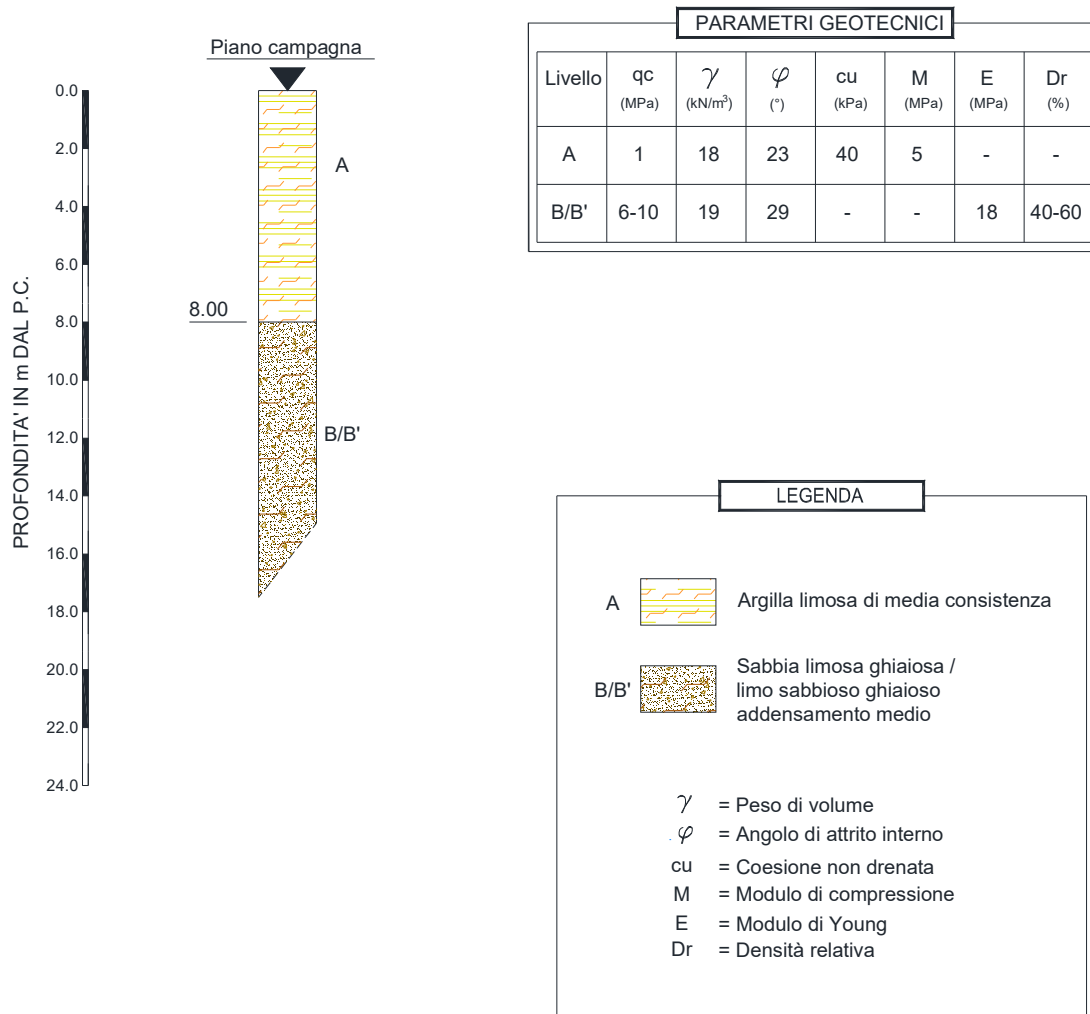 Piano campagna
PROFONDITA' IN m DAL P.C.
0.0
2.0
4.0
6.0
8.0
10.0
12.0
14.0
16.0
18.0
20.0
22.0
24.0
8.00
A
B/B'
PARAMETRI GEOTECNICI
Livello qc γ φ cu M E Dr
(MPa) (kN/m³) (°) (kPa) (MPa) (MPa) (%)
A 1 18 23 40 5 - -
B/B' 6-10 19 29 - - 18 40-60
LEGENDA
A Argilla limosa di media consistenza
B/B' Sabbia limosa ghiaiosa /
limo sabbioso ghiaioso
addensamento medio
γ = Peso di volume
φ = Angolo di attrito interno
cu = Coesione non drenata
M = Modulo di compressione
E = Modulo di Young
Dr = Densità relativa